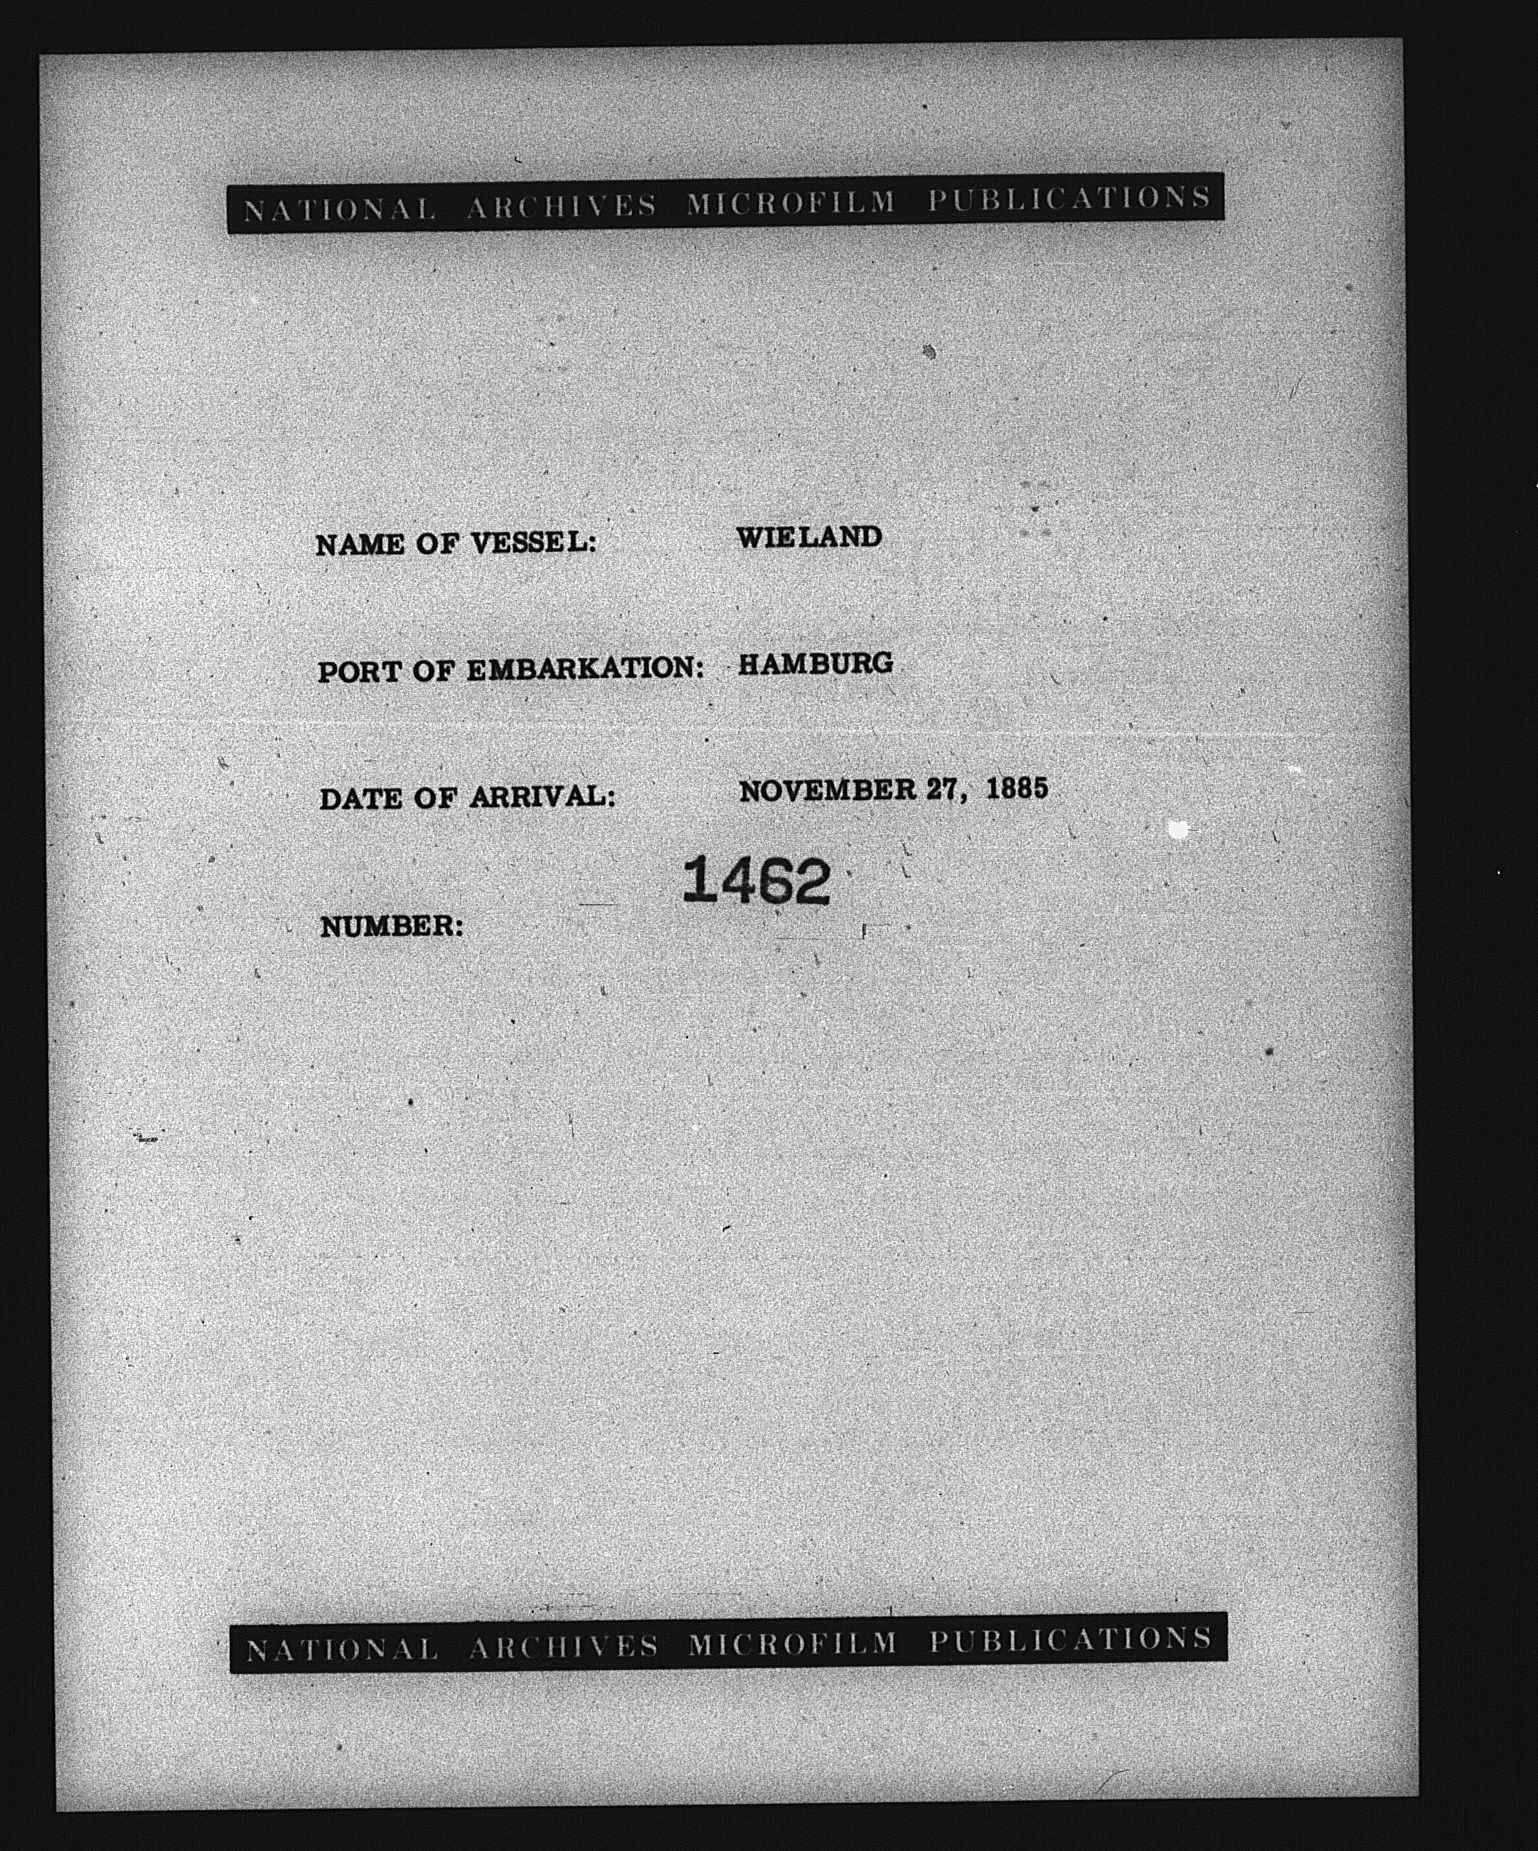 NATIONAL ARCHIVES MICROFILM PUBLICATIONS
NAME OF VESSEL: WIELAND
PORT OF EMBARKATION: HAMBURG
DATE OF ARRIVAL: NOVEMBER 27, 1885
1462
NUMBER:
NATIONAL ARCHIVES MICROFILM PUBLICATIONS